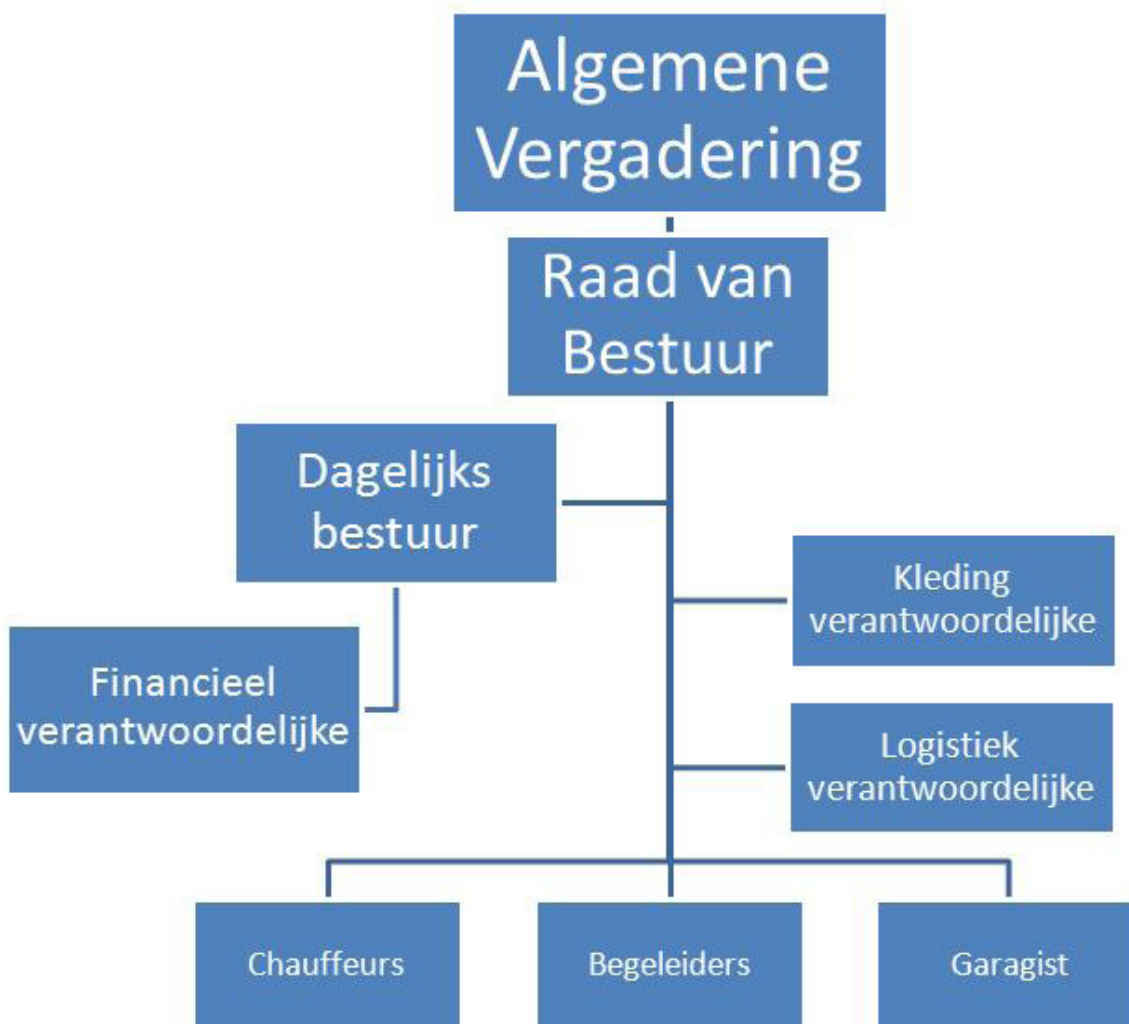 Algemene
Vergadering
Raad van
Bestuur
Dagelijks
bestuur
Kleding
verantwoordelijke
Financieel
verantwoordelijke
Logistiek
verantwoordelijke
Chauffeurs
Begeleiders
Garagist